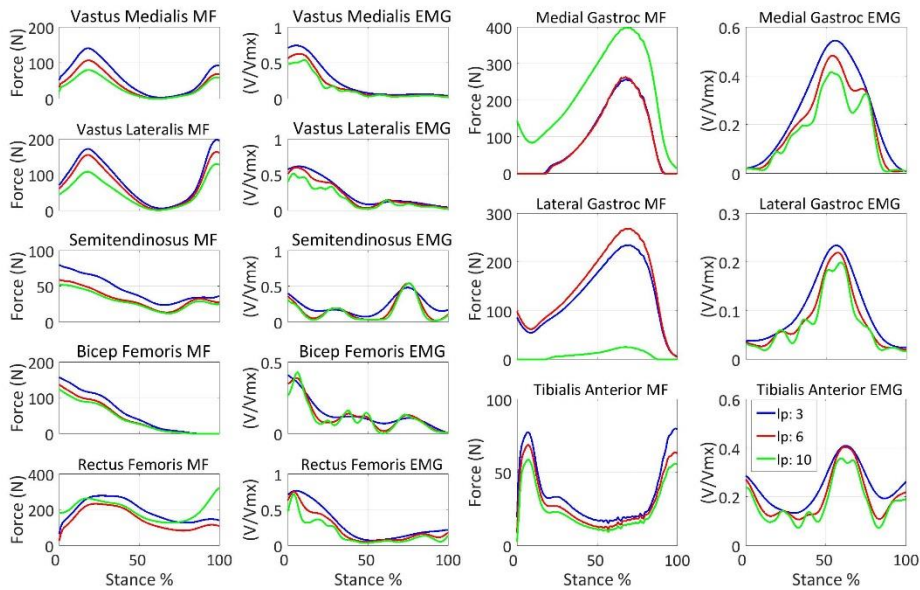 Vastus Medialis MF
Force (N)
200
100
0
Vastus Medialis EMG
(V/Vmx)
1
0.5
0
Medial Gastroc MF
Force (N)
400
300
200
100
0
Medial Gastroc EMG
(V/Vmx)
0.6
0.4
0.2
0
Vastus Lateralis MF
Force (N)
200
100
0
Vastus Lateralis EMG
(V/Vmx)
1
0.5
0
Semitendinosus MF
Force (N)
100
50
0
Semitendinosus EMG
(V/Vmx)
1
0.5
0
Lateral Gastroc MF
Force (N)
300
200
100
0
Lateral Gastroc EMG
(V/Vmx)
0.3
0.2
0.1
0
Bicep Femoris MF
Force (N)
200
100
0
Bicep Femoris EMG
(V/Vmx)
0.5
0
Rectus Femoris MF
Force (N)
400
200
0
0
50
100
Stance %
Rectus Femoris EMG
(V/Vmx)
1
0.5
0
0
50
100
Stance %
Tibialis Anterior MF
Force (N)
100
50
0
0
50
100
Stance %
Tibialis Anterior EMG
(V/Vmx)
0.6
0.4
0.2
0
lp: 3
lp: 6
lp: 10
0
50
100
Stance %